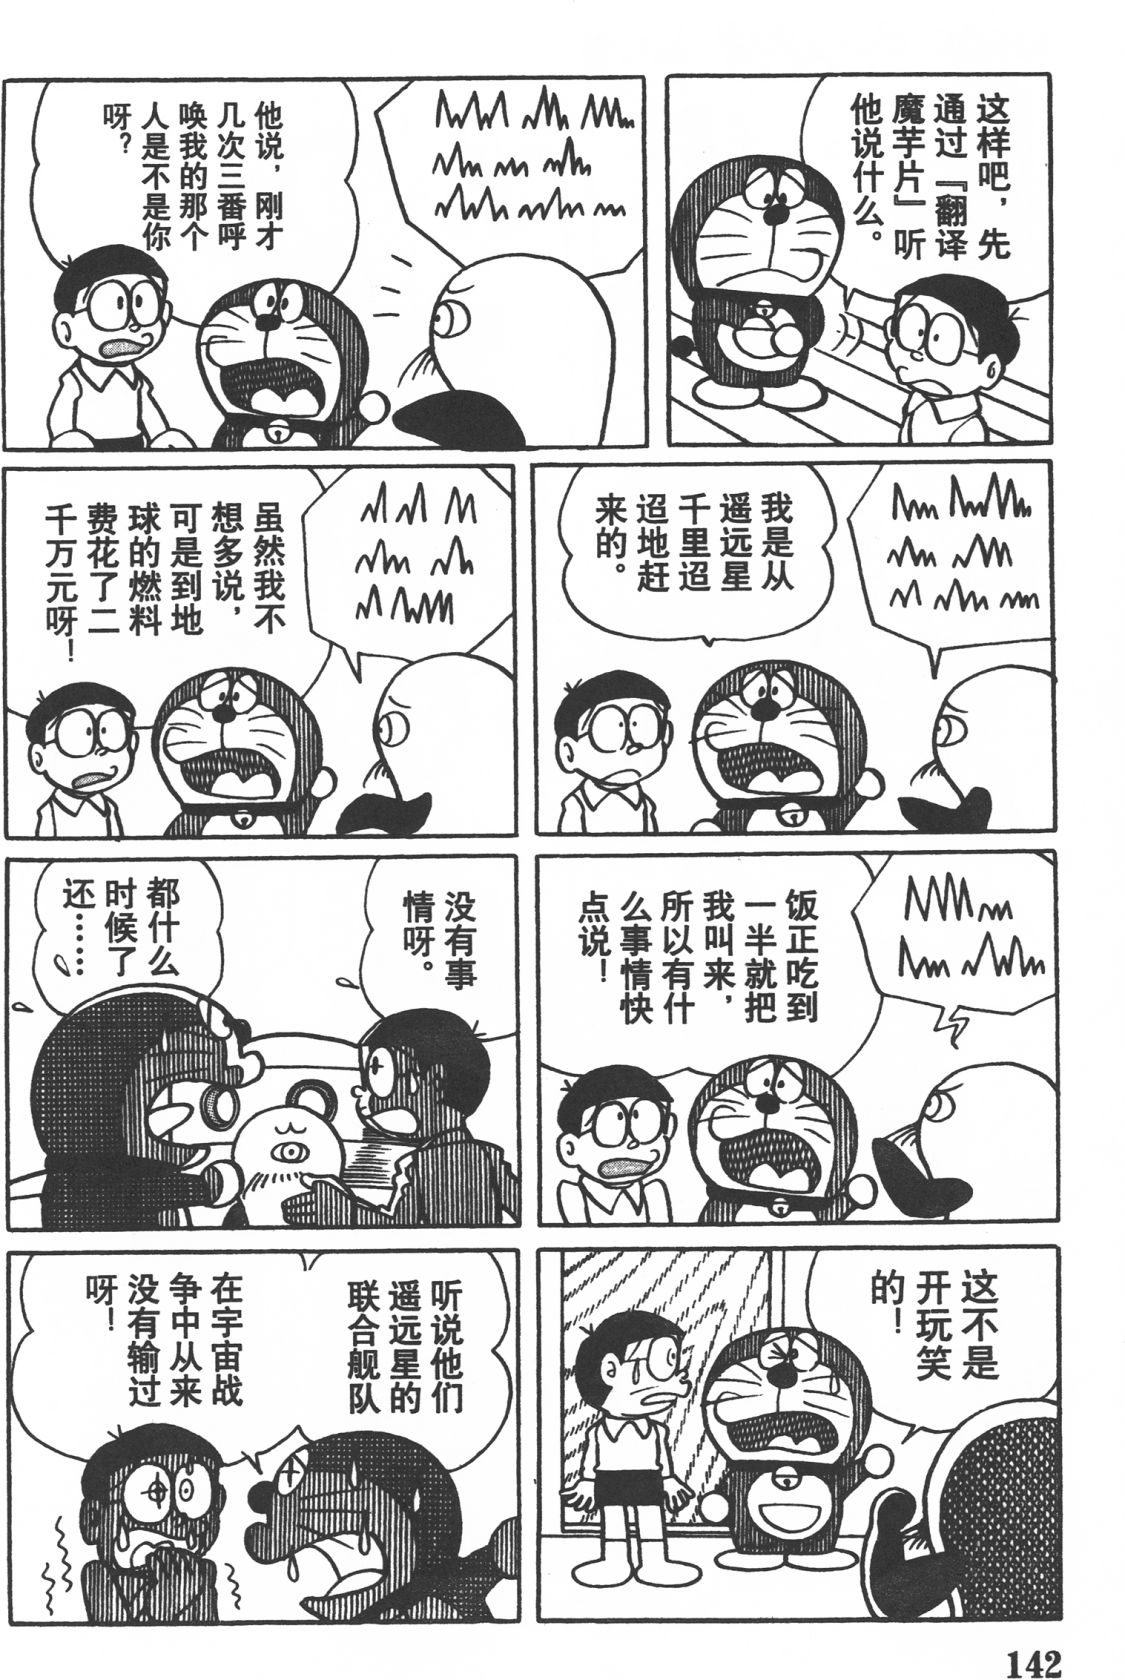 这样吧，先
通过『翻译
魔芋片』听
他说什么。
他说，刚才
几次三番呼
唤我的那个
人是不是你
呀？
我是从
遥远星
千里迢
迢地赶
来的。
虽然我不
想多说，
可是到地
球的燃料
费花了二
千万元呀！
饭正吃到
一半就把
我叫来，
所以有什
么事情快
点说！
没有事
情呀。
都什么
时候了
还……
这不是
开玩笑
的！
听说他们
遥远星的
联合舰队
在宇宙战
争中从来
没有输过
呀！
142